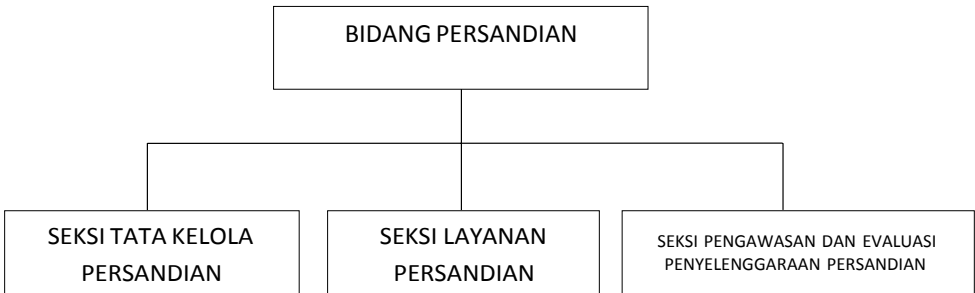 BIDANG PERSANDIAN
SEKSI TATA KELOLA
PERSANDIAN
SEKSI LAYANAN
PERSANDIAN
SEKSI PENGAWASAN DAN EVALUASI
PENYELENGGARAAN PERSANDIAN